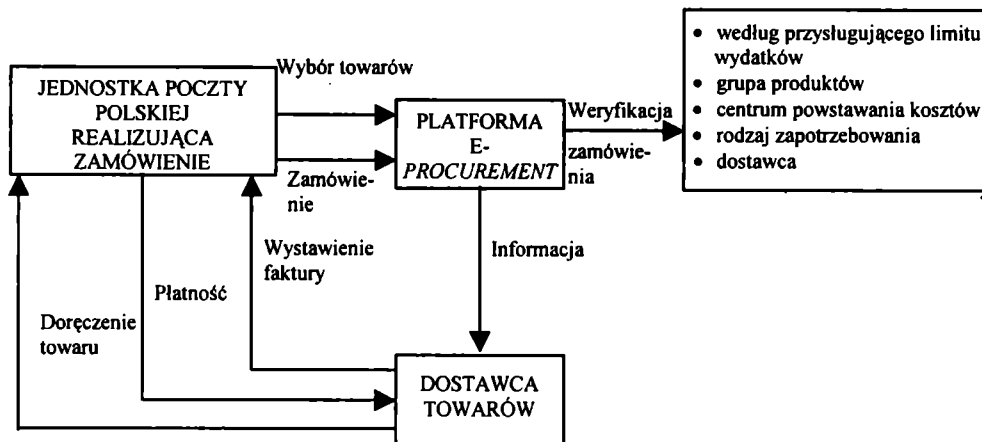 JEDNOSTKA POCZTY
POLSKIEJ
REALIZUJĄCA
ZAMÓWIENIE
Wybór towarów
Zamówie-
nie
PLATFORMA
E-
PROCUREMENT
Weryfikacja
zamówie-
nia
• według przysługującego limitu
wydatków
• grupa produktów
• centrum powstawania kosztów
• rodzaj zapotrzebowania
• dostawca
Wystawienie
faktury
Informacja
Płatność
Doręczenie
towaru
DOSTAWCA
TOWARÓW